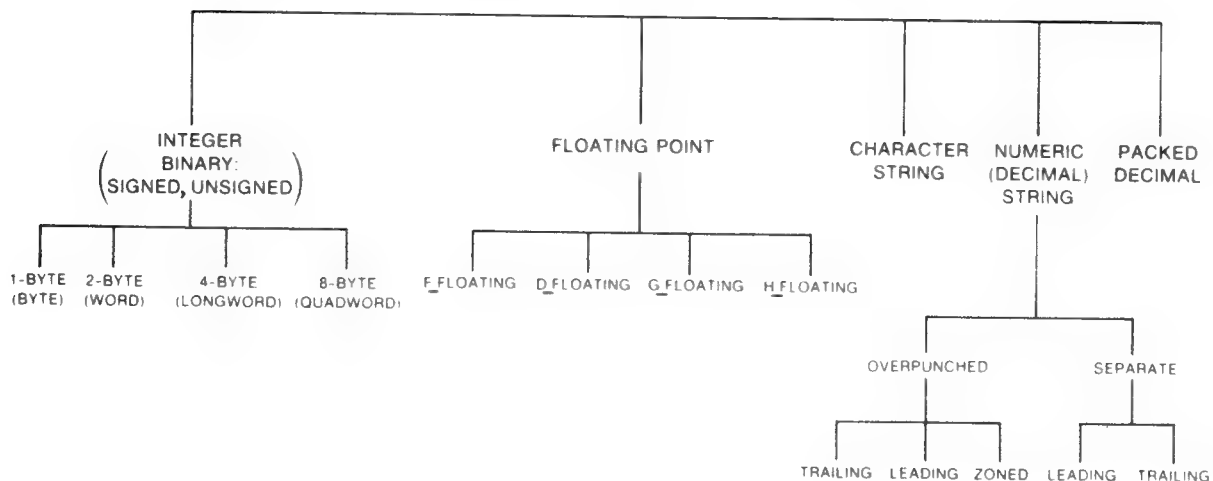 INTEGER
BINARY:
(SIGNED, UNSIGNED)
FLOATING POINT
CHARACTER
STRING
NUMERIC
(DECIMAL)
STRING
PACKED
DECIMAL
1-BYTE
(BYTE)
2-BYTE
(WORD)
4-BYTE
(LONGWORD)
8-BYTE
(QUADWORD)
F_FLOATING
D_FLOATING
G_FLOATING
H_FLOATING
OVERPUNCHED
SEPARATE
TRAILING
LEADING
ZONED
LEADING
TRAILING